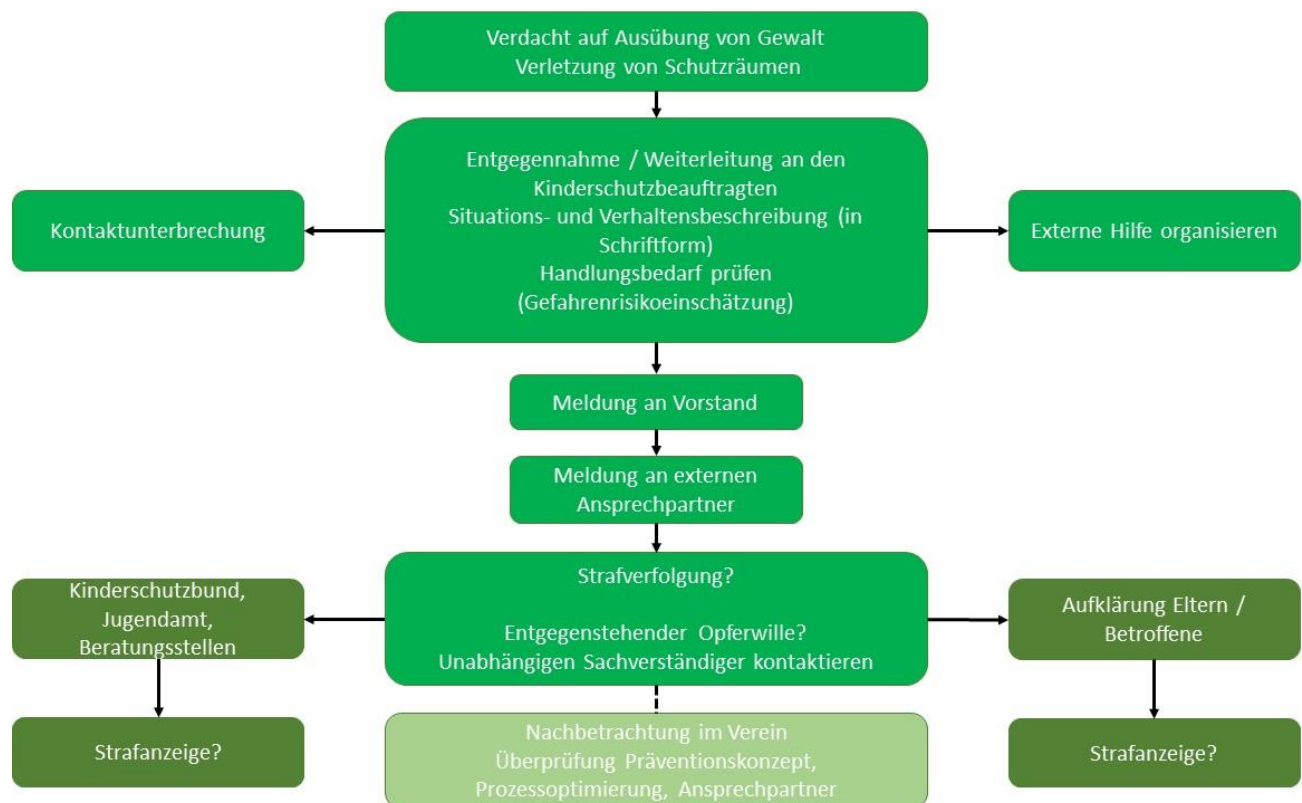 Verdacht auf Ausübung von Gewalt
Verletzung von Schutzräumen
Entgegennahme / Weiterleitung an den
Kinderschutzbeauftragten
Situations- und Verhaltensbeschreibung (in
Schriftform)
Handlungsbedarf prüfen
(Gefahrenrisikoeinschätzung)
Kontaktunterbrechung
Externe Hilfe organisieren
Meldung an Vorstand
Meldung an externen
Ansprechpartner
Strafverfolgung?
Entgegenstehender Opferwille?
Unabhängigen Sachverständiger kontaktieren
Kinderschutzbund,
Jugendamt,
Beratungsstellen
Aufklärung Eltern /
Betroffene
Strafanzeige?
Nachbetrachtung im Verein
Überprüfung Präventionskonzept,
Prozessoptimierung, Ansprechpartner
Strafanzeige?